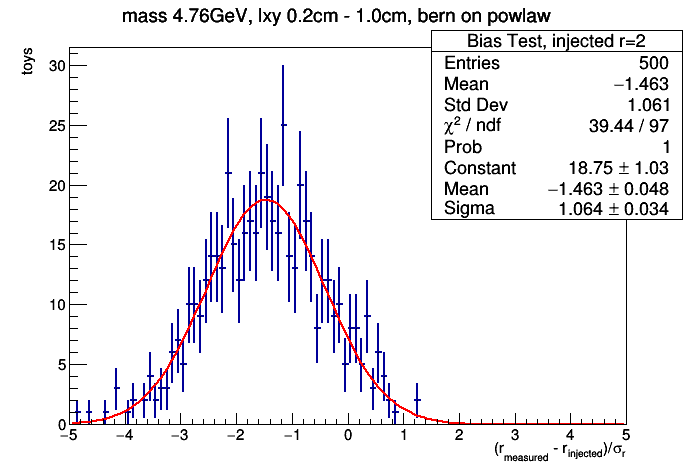 mass 4.76GeV, lxy 0.2cm - 1.0cm, bern on powlaw
Bias Test, injected r=2
Entries 500
Mean −1.463
Std Dev 1.061
χ² / ndf 39.44 / 97
Prob 1
Constant 18.75 ± 1.03
Mean −1.463 ± 0.048
Sigma 1.064 ± 0.034
toys
30
25
20
15
10
5
0
−5 −4 −3 −2 −1 0 1 2 3 4 5
(r_measured - r_injected)/σ_r